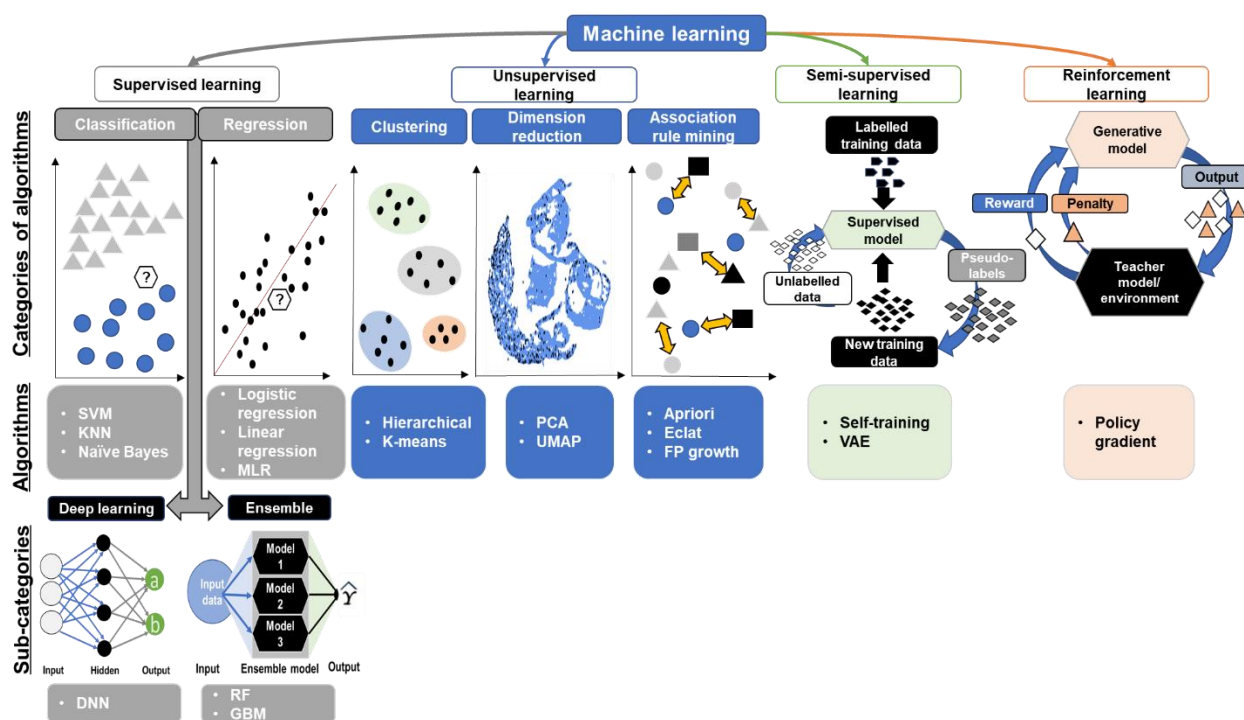 Machine learning
Supervised learning
Unsupervised
learning
Semi-supervised
learning
Reinforcement
learning
Categories of algorithms
Classification
Regression
Clustering
Dimension
reduction
Association
rule mining
?
?
Labelled
training data
Supervised
model
Unlabelled
data
Pseudo-
labels
New training
data
Generative
model
Output
Reward
Penalty
Teacher
model/
environment
Algorithms
• SVM
• KNN
• Naïve Bayes
• Logistic
regression
• Linear
regression
• MLR
• Hierarchical
• K-means
• PCA
• UMAP
• Apriori
• Eclat
• FP growth
• Self-training
• VAE
• Policy
gradient
Sub-categories
Deep learning
Ensemble
a
b
Input
Hidden
Output
Input
data
Model
1
Model
2
Model
3
Ŷ
Input
Ensemble model
Output
• DNN
• RF
• GBM